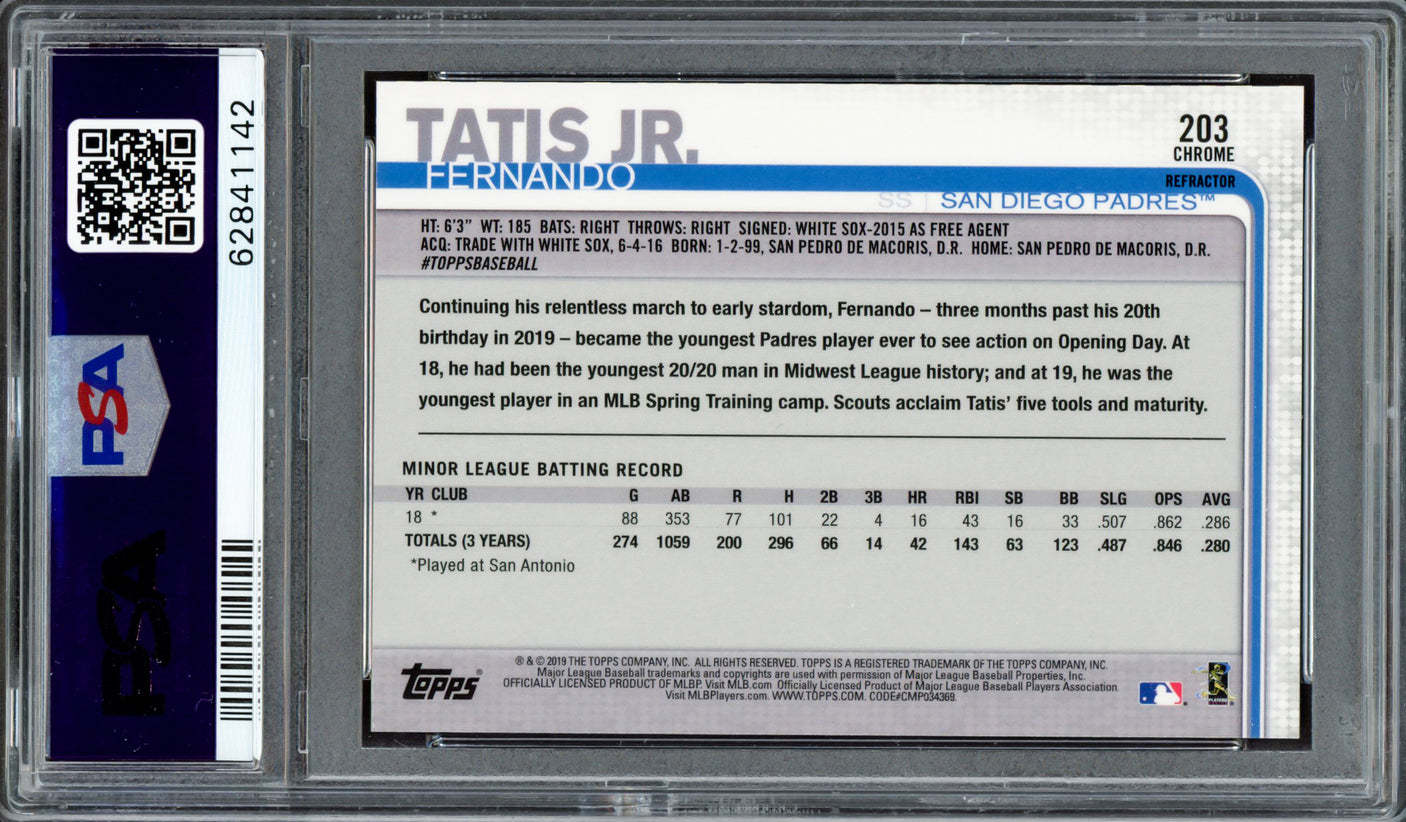 62841142
PSA
PSA
TATIS JR.
FERNANDO
203
CHROME
REFRACTOR
SS | SAN DIEGO PADRES™
HT: 6'3" WT: 185 BATS: RIGHT THROWS: RIGHT SIGNED: WHITE SOX-2015 AS FREE AGENT
ACQ: TRADE WITH WHITE SOX, 6-4-16 BORN: 1-2-99, SAN PEDRO DE MACORIS, D.R. HOME: SAN PEDRO DE MACORIS, D.R.
#TOPPSBASEBALL
Continuing his relentless march to early stardom, Fernando – three months past his 20th
birthday in 2019 – became the youngest Padres player ever to see action on Opening Day. At
18, he had been the youngest 20/20 man in Midwest League history; and at 19, he was the
youngest player in an MLB Spring Training camp. Scouts acclaim Tatis' five tools and maturity.
MINOR LEAGUE BATTING RECORD
YR CLUB G AB R H 2B 3B HR RBI SB BB SLG OPS AVG
18 * 88 353 77 101 22 4 16 43 16 33 .507 .862 .286
TOTALS (3 YEARS) 274 1059 200 296 66 14 42 143 63 123 .487 .846 .280
*Played at San Antonio
Topps®
® & © 2019 THE TOPPS COMPANY, INC. ALL RIGHTS RESERVED. TOPPS IS A REGISTERED TRADEMARK OF THE TOPPS COMPANY, INC.
Major League Baseball trademarks and copyrights are used with permission of Major League Baseball Properties, Inc.
OFFICIALLY LICENSED PRODUCT OF MLBP. Visit MLB.com Officially Licensed Product of Major League Baseball Players Association.
Visit MLBPlayers.com. WWW.TOPPS.COM. CODE#CMP034369.